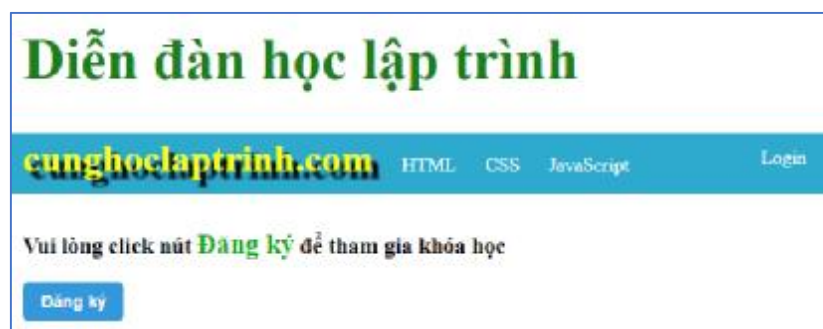 Diễn đàn học lập trình
cunghoclaptrinh.com HTML CSS JavaScript Login
Vui lòng click nút Đăng ký để tham gia khóa học
Đăng ký